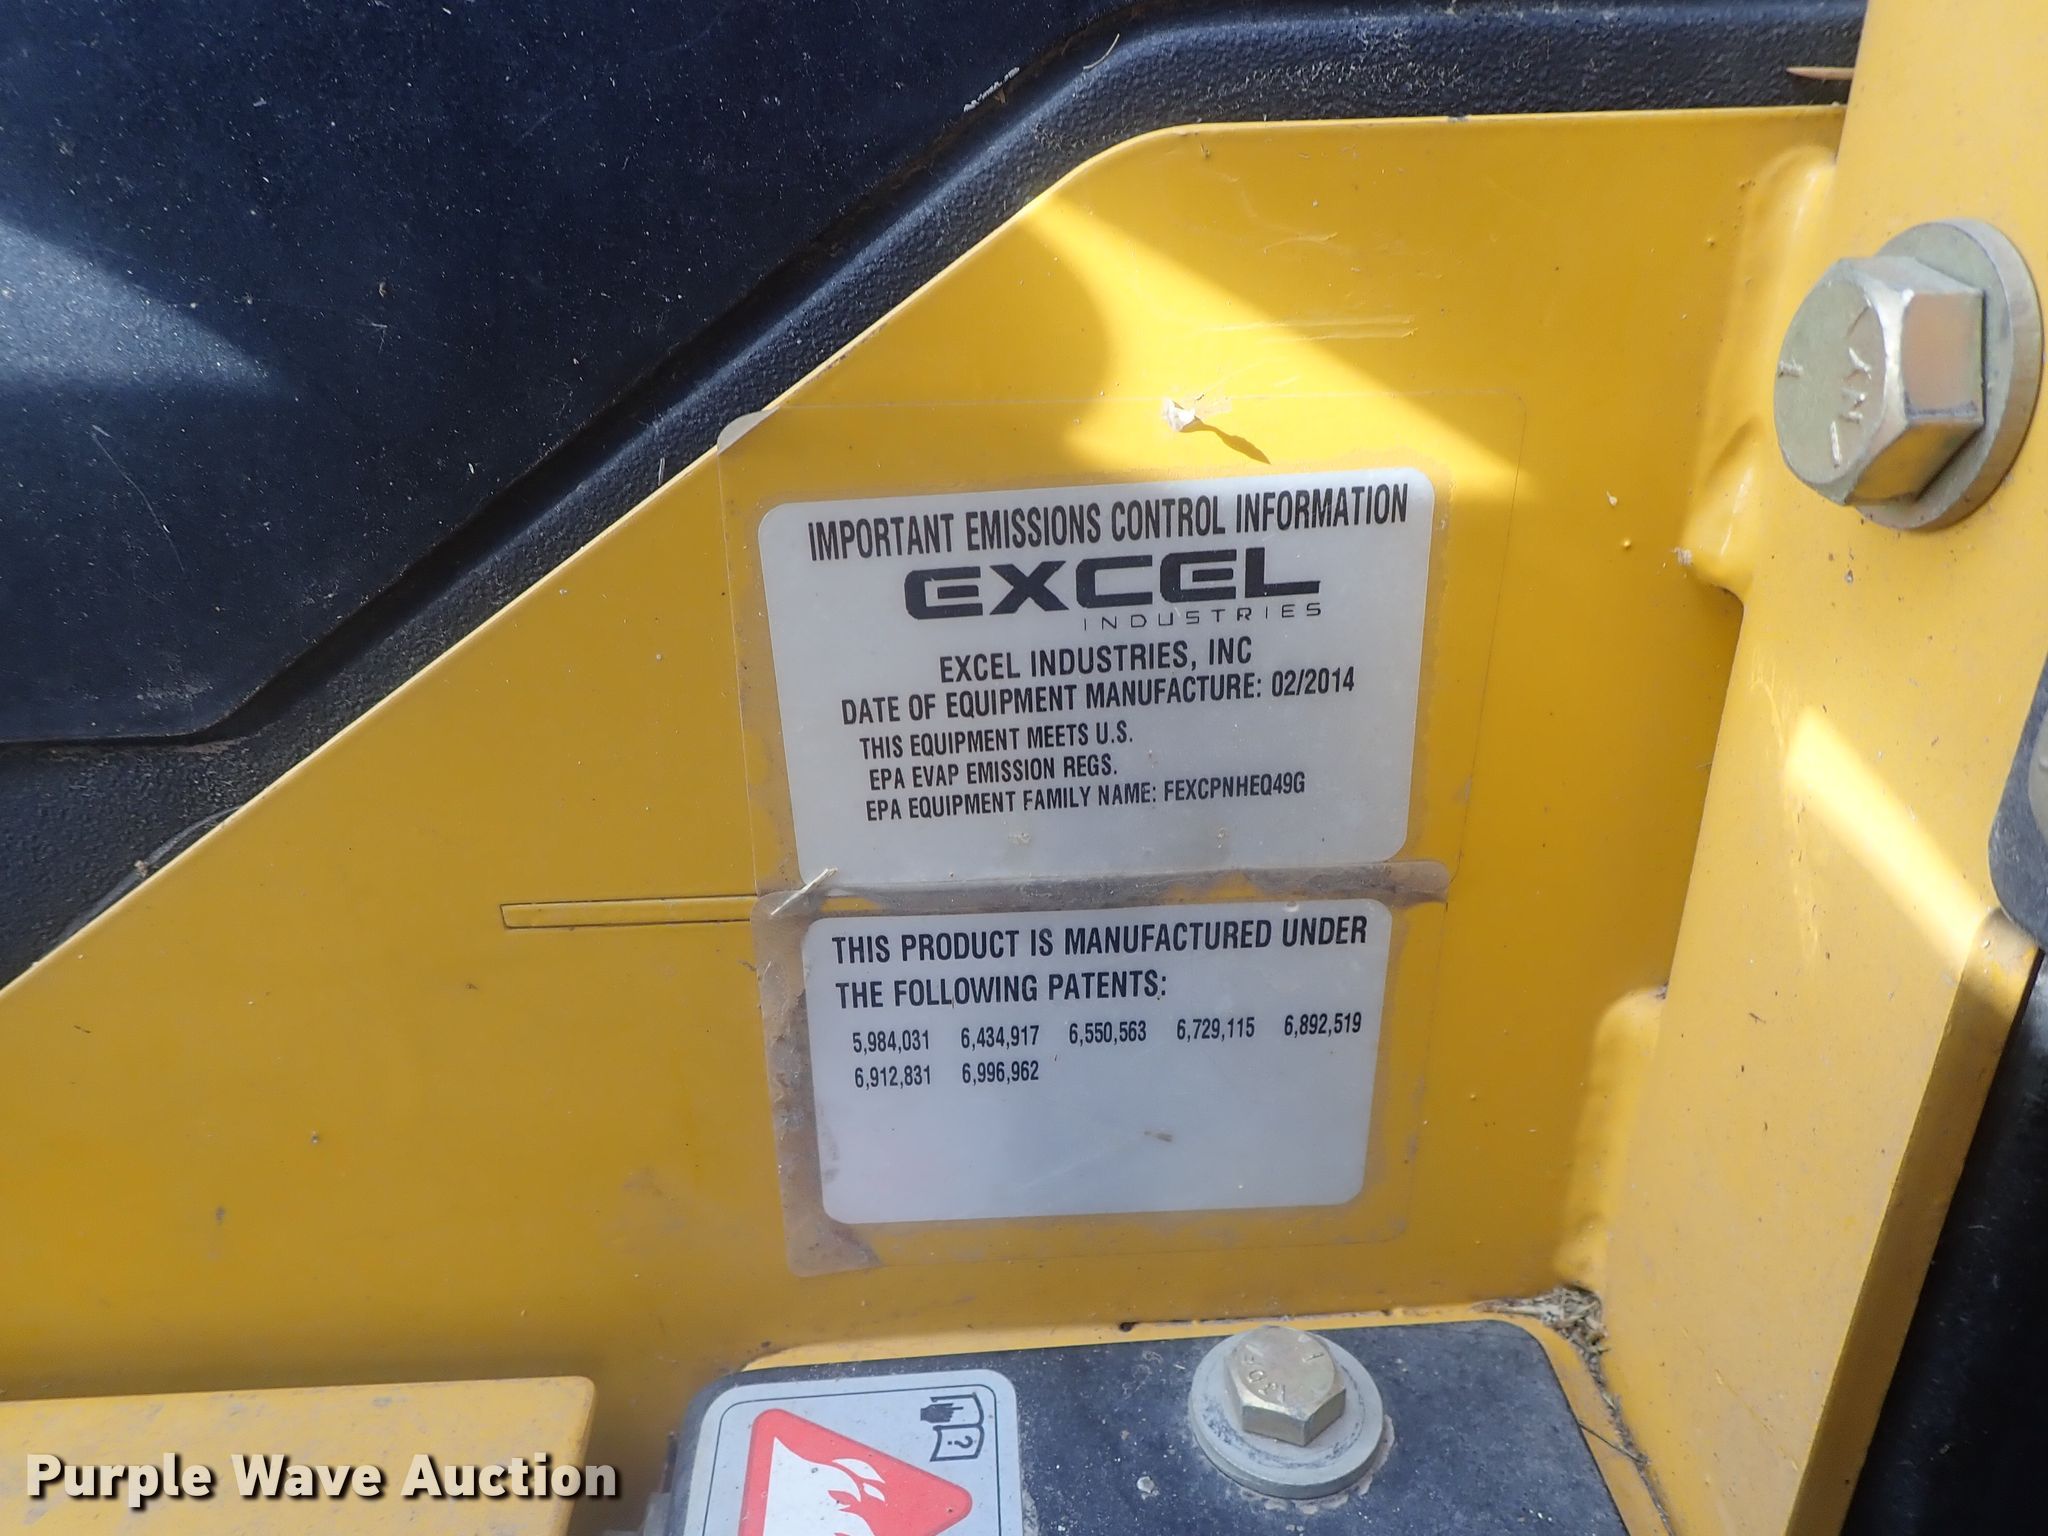 IMPORTANT EMISSIONS CONTROL INFORMATION
EXCEL
INDUSTRIES
EXCEL INDUSTRIES, INC
DATE OF EQUIPMENT MANUFACTURE: 02/2014
THIS EQUIPMENT MEETS U.S.
EPA EVAP EMISSION REGS.
EPA EQUIPMENT FAMILY NAME: FEXCPNHEQ49G
THIS PRODUCT IS MANUFACTURED UNDER
THE FOLLOWING PATENTS:
5,984,031 6,434,917 6,550,563 6,729,115 6,892,519
6,912,831 6,996,962
?
Purple Wave Auction